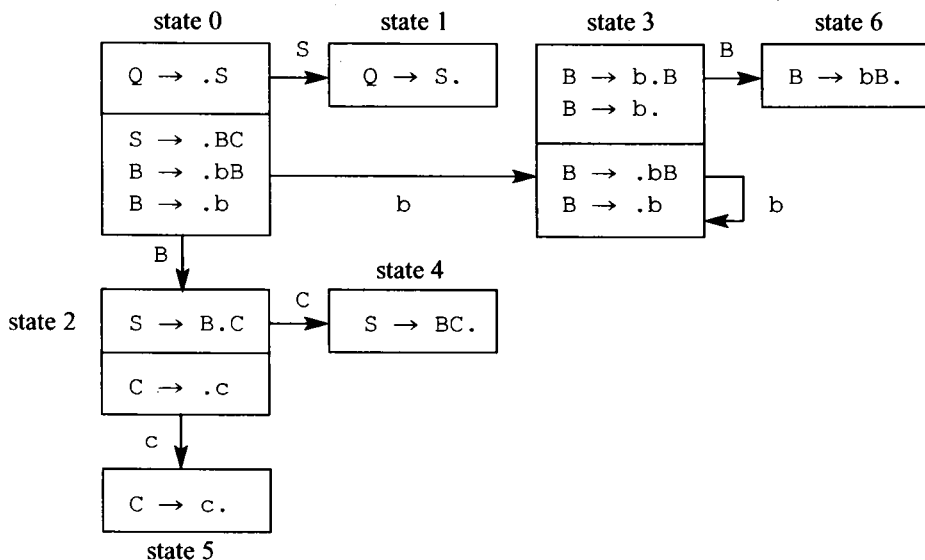 state 0
state 1
state 3
state 6
S
B
Q → .S
Q → S.
B → b.B
B → b.
B → bB.
S → .BC
B → .bB
B → .b
b
B → .bB
B → .b
b
B
state 4
state 2
S → B.C
C
S → BC.
C → .c
c
C → c.
state 5